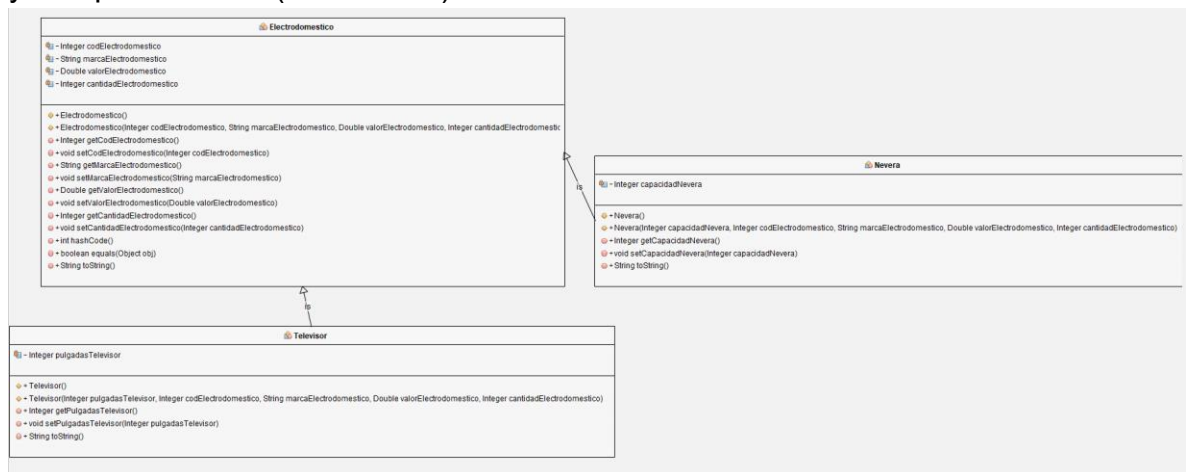 Electrodomestico
- Integer codElectrodomestico
- String marcaElectrodomestico
- Double valorElectrodomestico
- Integer cantidadElectrodomestico
+ Electrodomestico()
+ Electrodomestico(Integer codElectrodomestico, String marcaElectrodomestico, Double valorElectrodomestico, Integer cantidadElectrodomestic
+ Integer getCodElectrodomestico()
+ void setCodElectrodomestico(Integer codElectrodomestico)
+ String getMarcaElectrodomestico()
+ void setMarcaElectrodomestico(String marcaElectrodomestico)
+ Double getValorElectrodomestico()
+ void setValorElectrodomestico(Double valorElectrodomestico)
+ Integer getCantidadElectrodomestico()
+ void setCantidadElectrodomestico(Integer cantidadElectrodomestico)
+ int hashCode()
+ boolean equals(Object obj)
+ String toString()
is
Nevera
- Integer capacidadNevera
+ Nevera()
+ Nevera(Integer capacidadNevera, Integer codElectrodomestico, String marcaElectrodomestico, Double valorElectrodomestico, Integer cantidadElectrodomestico)
+ Integer getCapacidadNevera()
+ void setCapacidadNevera(Integer capacidadNevera)
+ String toString()
is
Televisor
- Integer pulgadasTelevisor
+ Televisor()
+ Televisor(Integer pulgadasTelevisor, Integer codElectrodomestico, String marcaElectrodomestico, Double valorElectrodomestico, Integer cantidadElectrodomestico)
+ Integer getPulgadasTelevisor()
+ void setPulgadasTelevisor(Integer pulgadasTelevisor)
+ String toString()